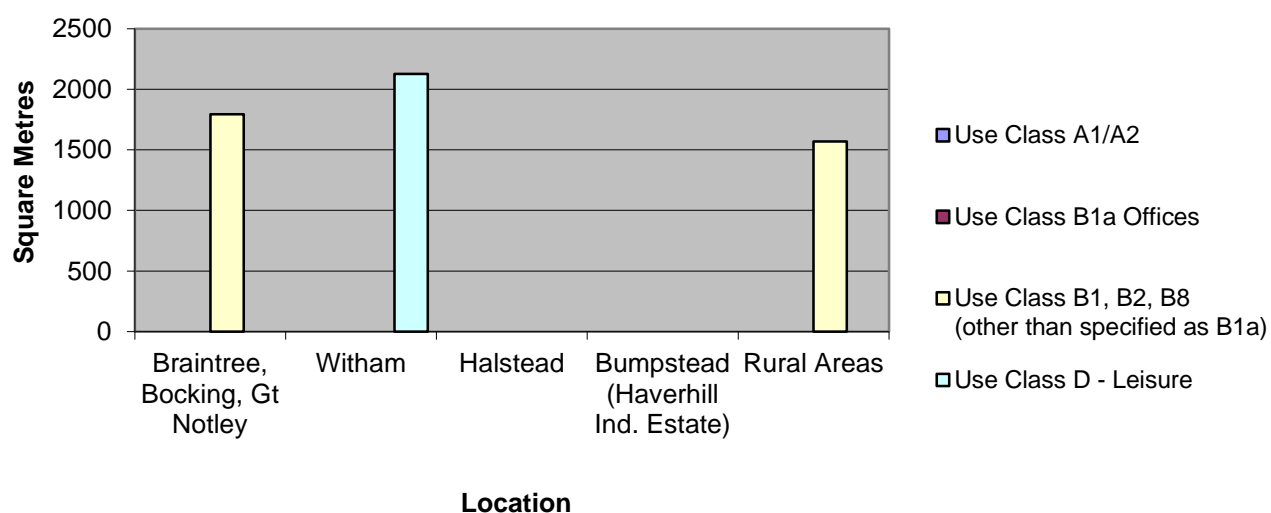 2500
2000
1500
1000
500
0
Square Metres
Braintree,
Bocking, Gt
Notley
Witham
Halstead
Bumpstead
(Haverhill
Ind. Estate)
Rural Areas
Location
Use Class A1/A2
Use Class B1a Offices
Use Class B1, B2, B8
(other than specified as B1a)
Use Class D - Leisure